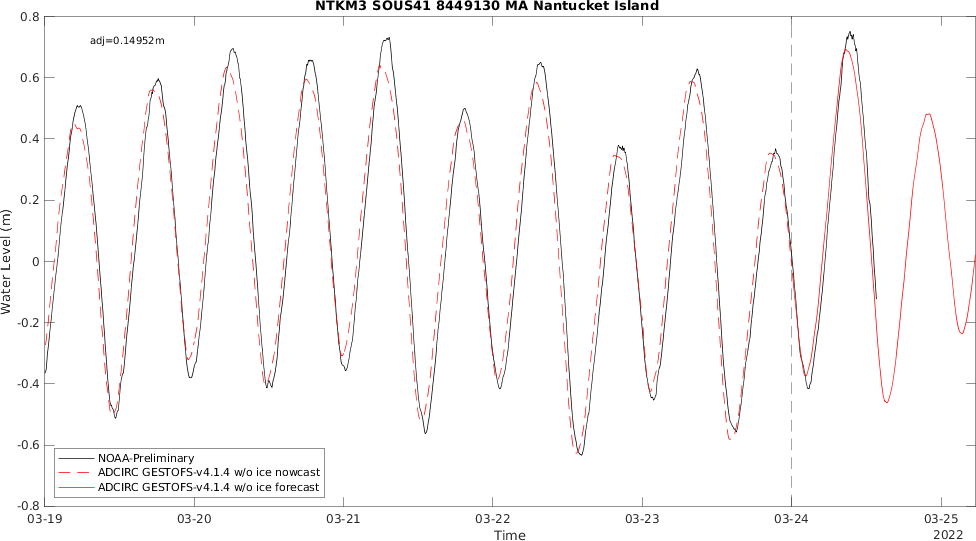 NTKM3 SOUS41 8449130 MA Nantucket Island
adj=0.14952m
0.8
0.6
0.4
0.2
0
-0.2
-0.4
-0.6
-0.8
Water Level (m)
NOAA-Preliminary
ADCIRC GESTOFS-v4.1.4 w/o ice nowcast
ADCIRC GESTOFS-v4.1.4 w/o ice forecast
03-19 03-20 03-21 03-22 03-23 03-24 03-25
Time
2022